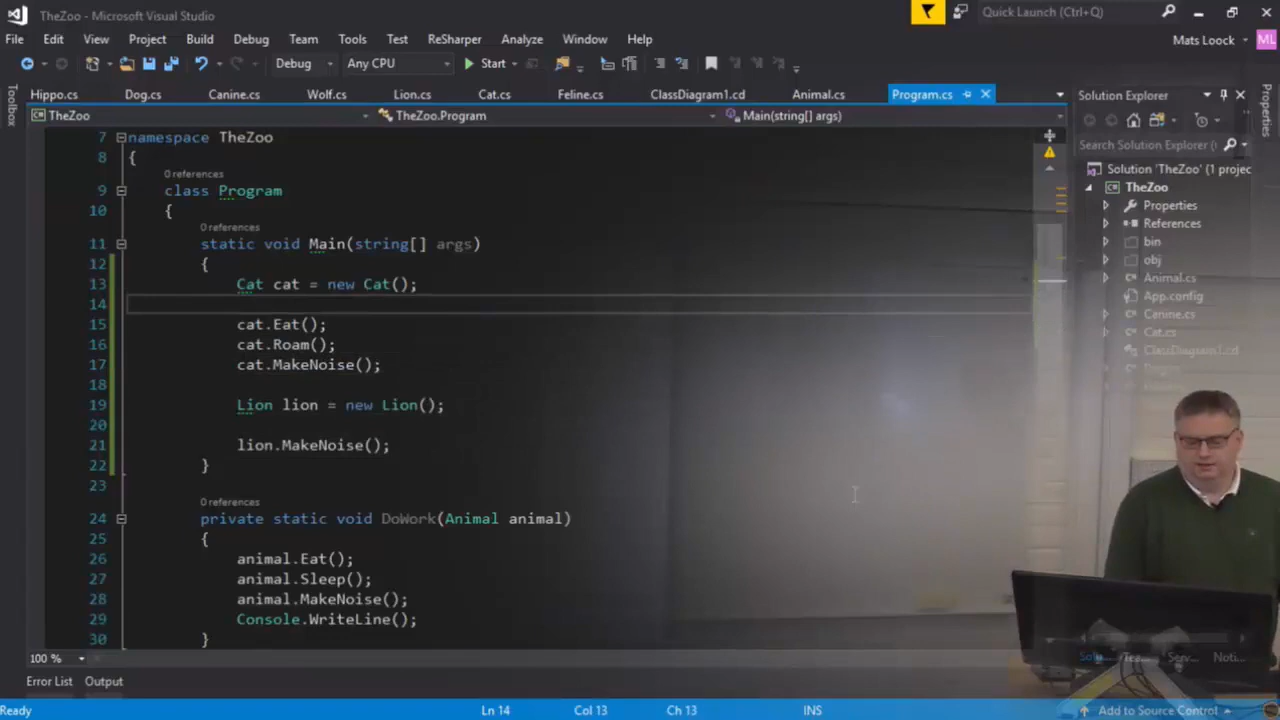 TheZoo - Microsoft Visual Studio
Quick Launch (Ctrl+Q)
File Edit View Project Build Debug Team Tools Test ReSharper Analyze Window Help
Mats Loock ML
Debug Any CPU Start
Hippo.cs Dog.cs Canine.cs Wolf.cs Lion.cs Cat.cs Feline.cs ClassDiagram1.cd Animal.cs Program.cs
Toolbox
TheZoo TheZoo.Program Main(string[] args)
7 namespace TheZoo
8 {
0 references
9 class Program
10 {
0 references
11 static void Main(string[] args)
12 {
13 Cat cat = new Cat();
14
15 cat.Eat();
16 cat.Roam();
17 cat.MakeNoise();
18
19 Lion lion = new Lion();
20
21 lion.MakeNoise();
22 }
23
0 references
24 private static void DoWork(Animal animal)
25 {
26 animal.Eat();
27 animal.Sleep();
28 animal.MakeNoise();
29 Console.WriteLine();
30 }
100 %
Solution Explorer
Search Solution Explorer (
Solution 'TheZoo' (1 projec
TheZoo
Properties
References
bin
obj
Animal.cs
App.config
Canine.cs
Cat.cs
ClassDiagram1.cd
Properties
Solu... Tea... Serv... Noti...
Error List Output
Ready Ln 14 Col 13 Ch 13 INS Add to Source Control